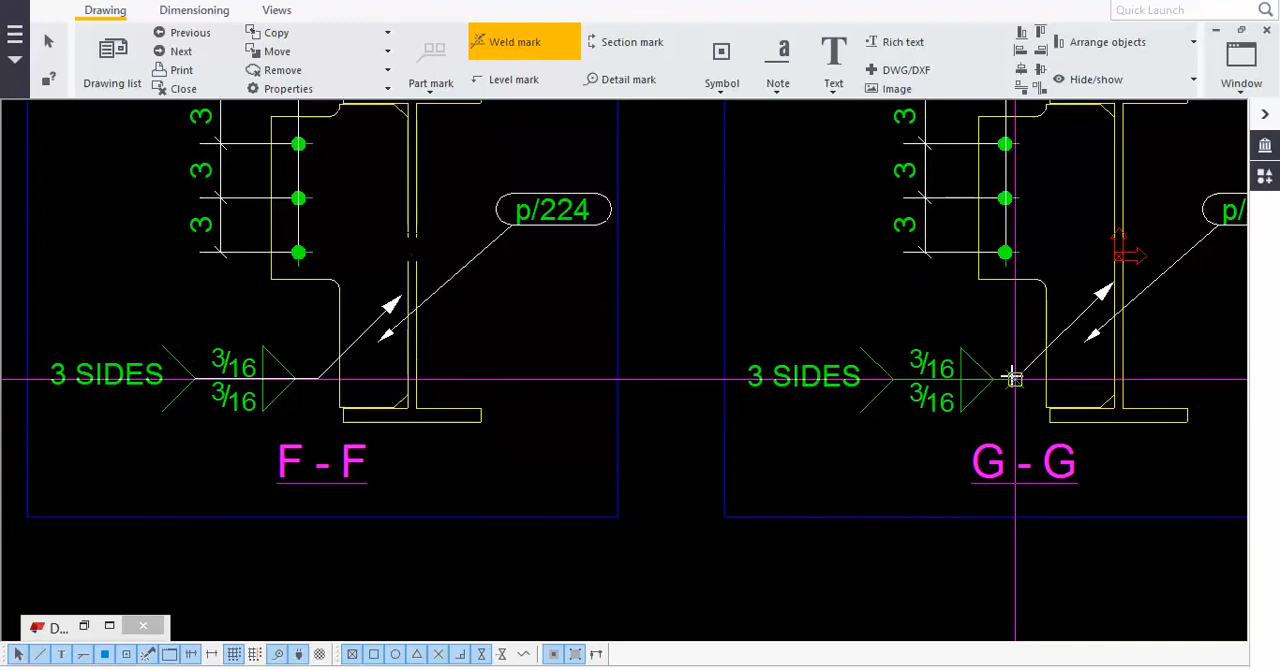 Drawing Dimensioning Views Quick Launch
Previous Copy Weld mark Section mark Rich text Arrange objects
Next Move DWG/DXF
Print Remove Level mark Detail mark Hide/show
Drawing list Close Properties Part mark Symbol Note Text Image Window
3 3
3 3
3 p/224 3 p/
3 SIDES 3/16 3 SIDES 3/16
3/16 3/16
F - F G - G
D...